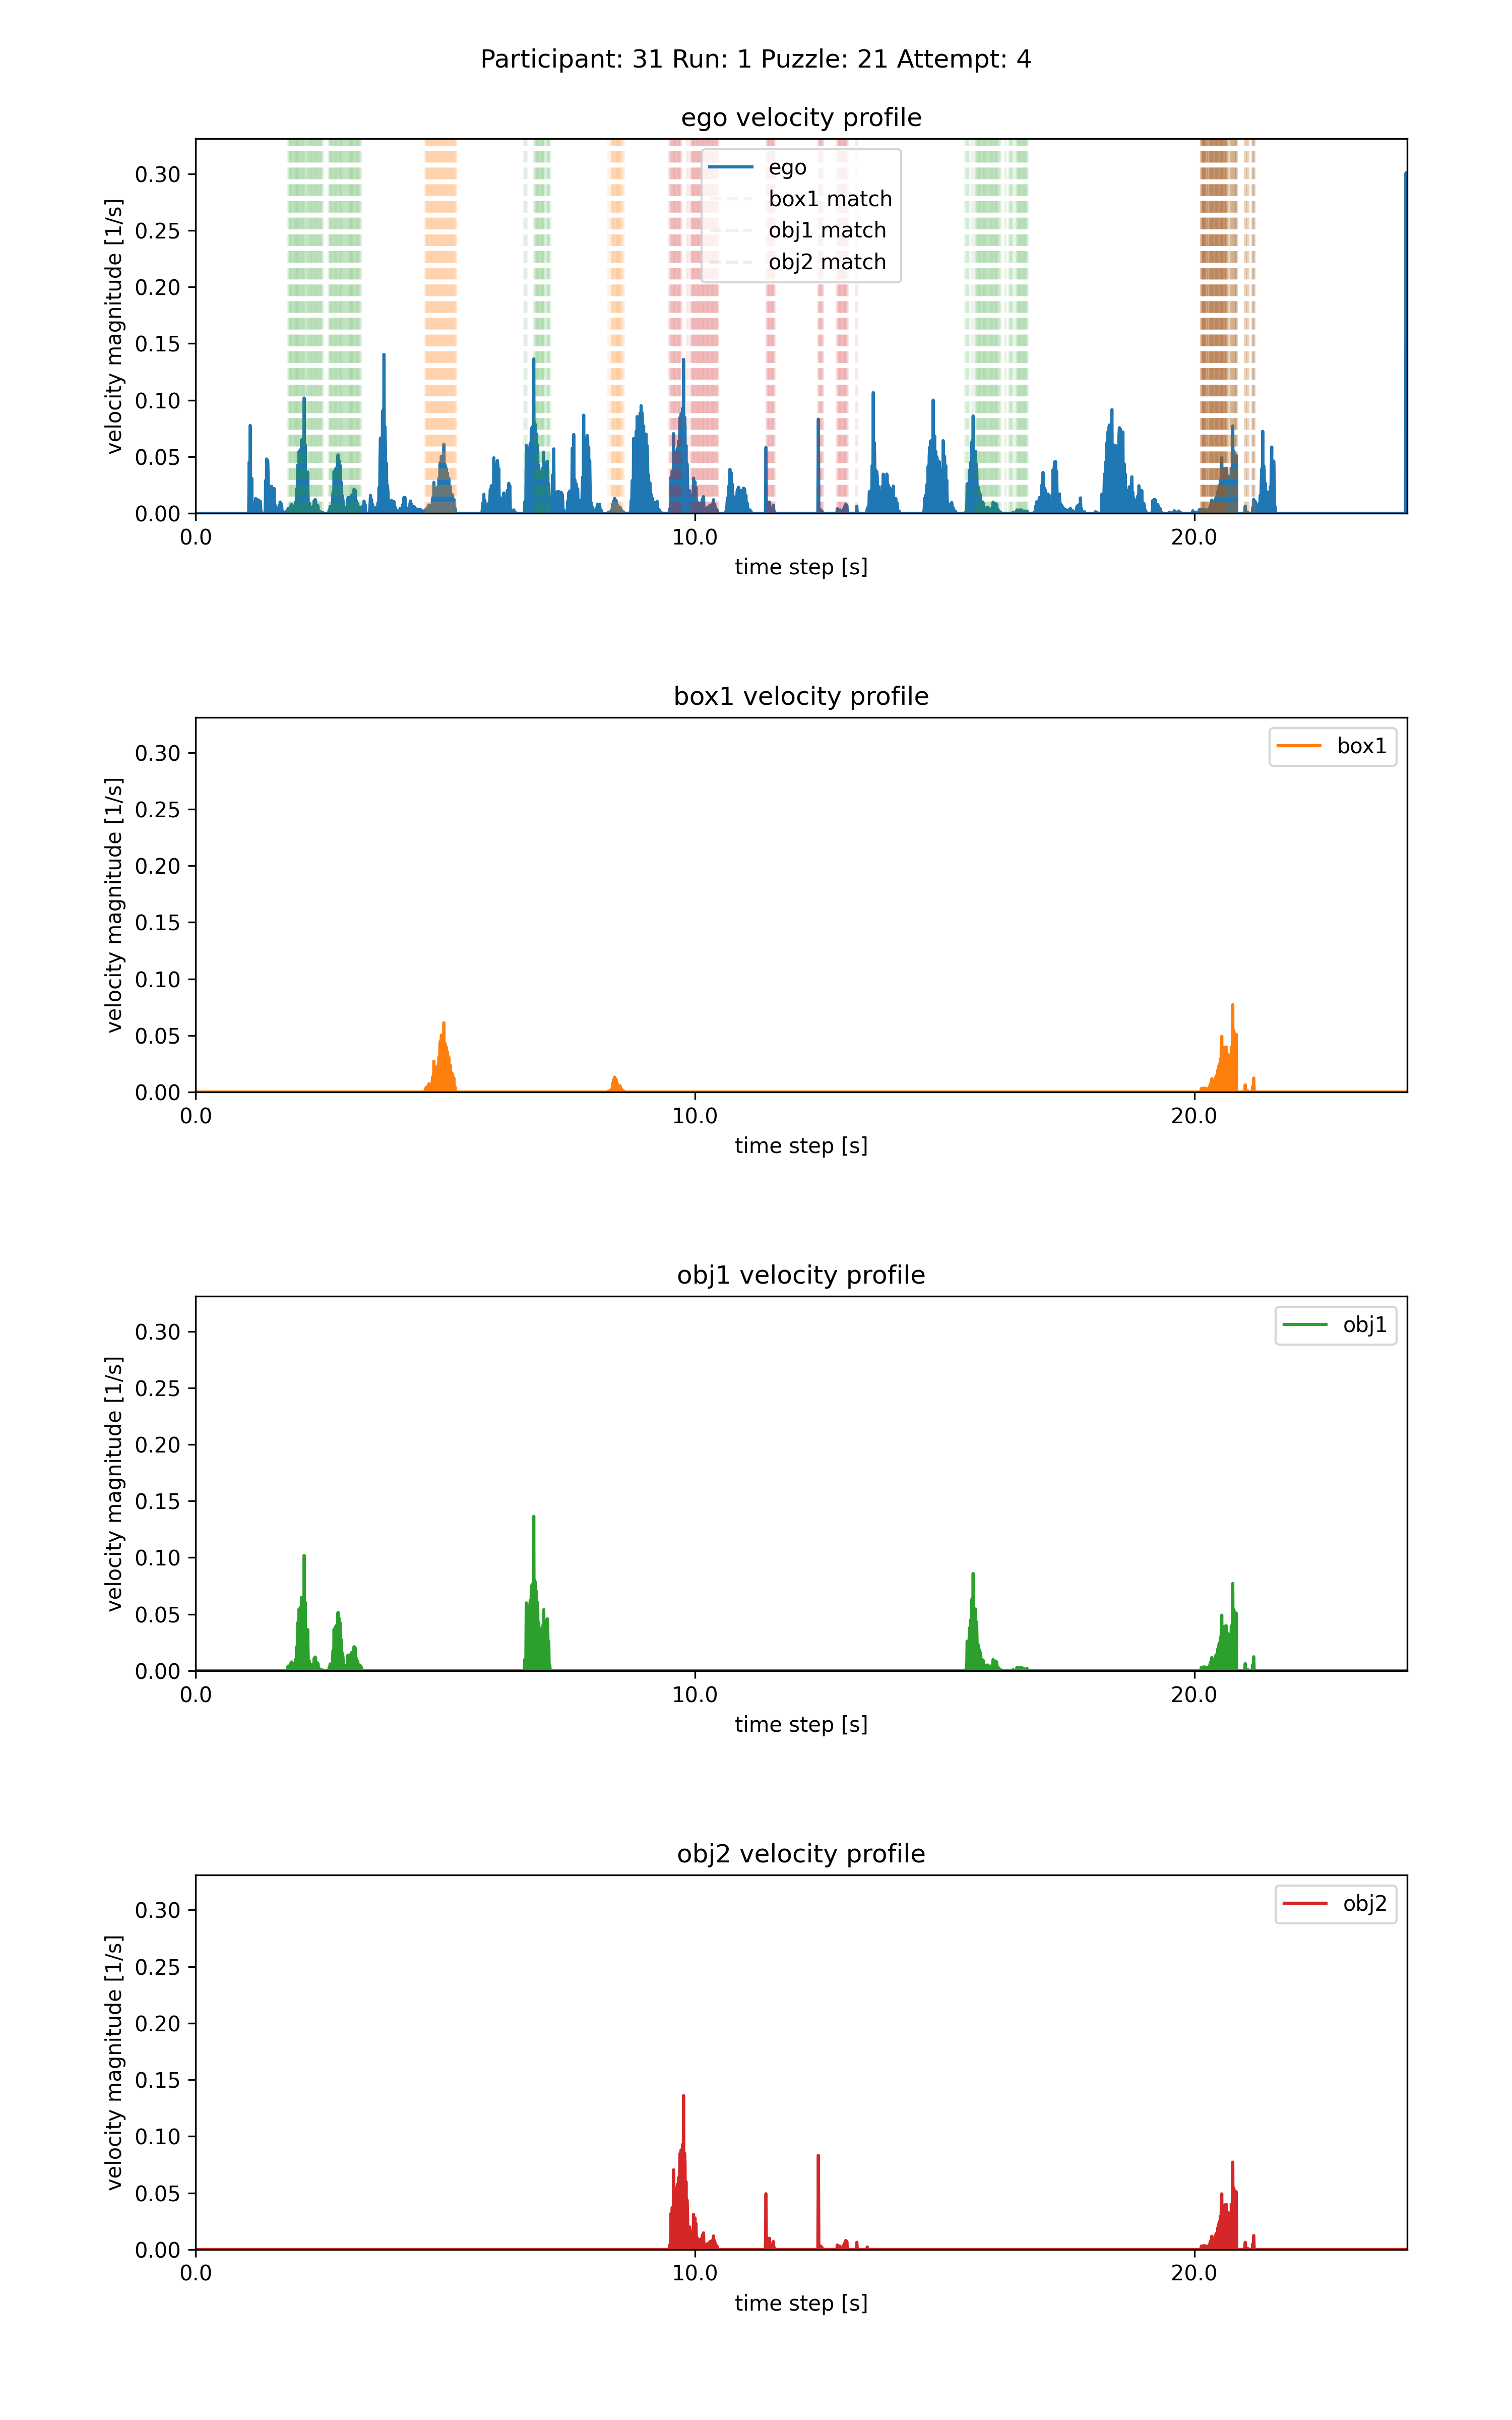 Participant: 31 Run: 1 Puzzle: 21 Attempt: 4
ego velocity profile
velocity magnitude [1/s]
0.30
0.25
0.20
0.15
0.10
0.05
0.00
ego
box1 match
obj1 match
obj2 match
0.0 10.0 20.0
time step [s]
box1 velocity profile
velocity magnitude [1/s]
0.30
0.25
0.20
0.15
0.10
0.05
0.00
box1
0.0 10.0 20.0
time step [s]
obj1 velocity profile
velocity magnitude [1/s]
0.30
0.25
0.20
0.15
0.10
0.05
0.00
obj1
0.0 10.0 20.0
time step [s]
obj2 velocity profile
velocity magnitude [1/s]
0.30
0.25
0.20
0.15
0.10
0.05
0.00
obj2
0.0 10.0 20.0
time step [s]